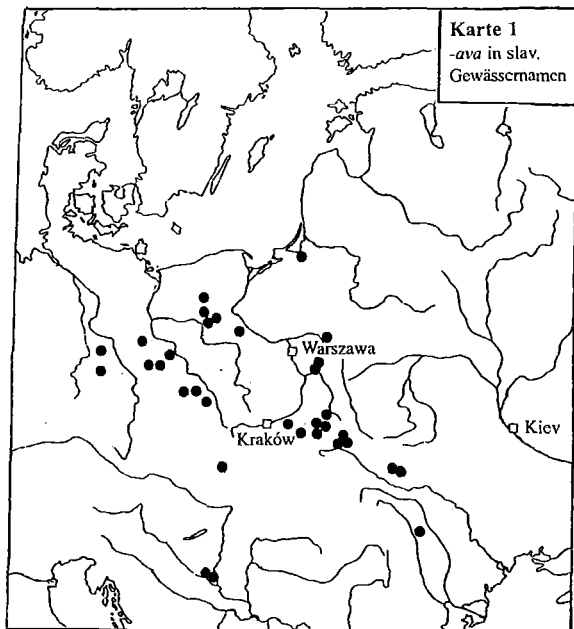 Karte 1
-ava in slav.
Gewässernamen
Warszawa
Kraków
Kiev